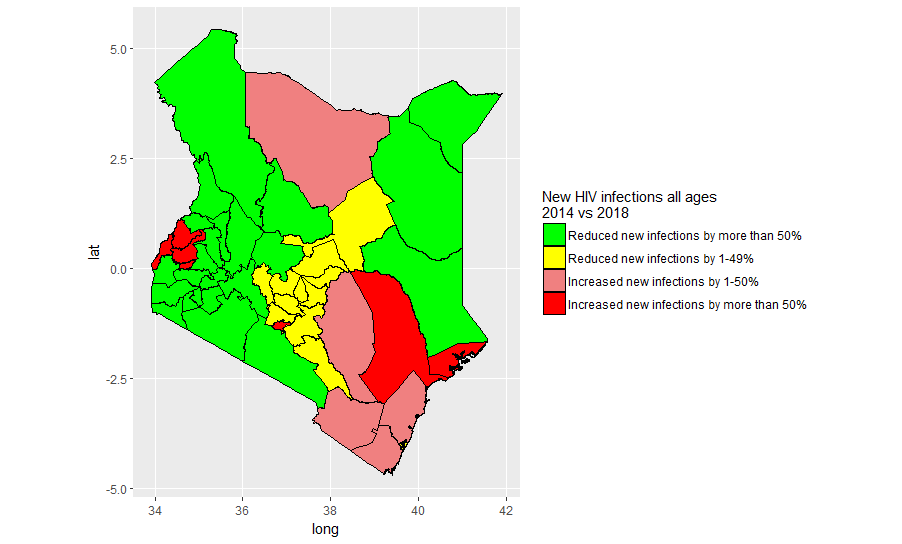 5.0
2.5
0.0
-2.5
-5.0
lat
34
36
38
40
42
long
New HIV infections all ages
2014 vs 2018
Reduced new infections by more than 50%
Reduced new infections by 1-49%
Increased new infections by 1-50%
Increased new infections by more than 50%